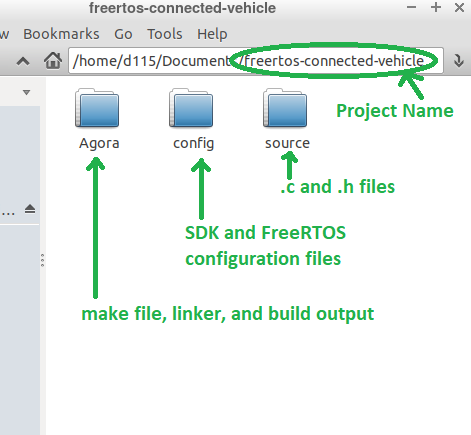 freertos-connected-vehicle
w Bookmarks Go Tools Help
/home/d115/Document /freertos-connected-vehicle
Project Name
Agora config source
.c and .h files
SDK and FreeRTOS
configuration files
make file, linker, and build output